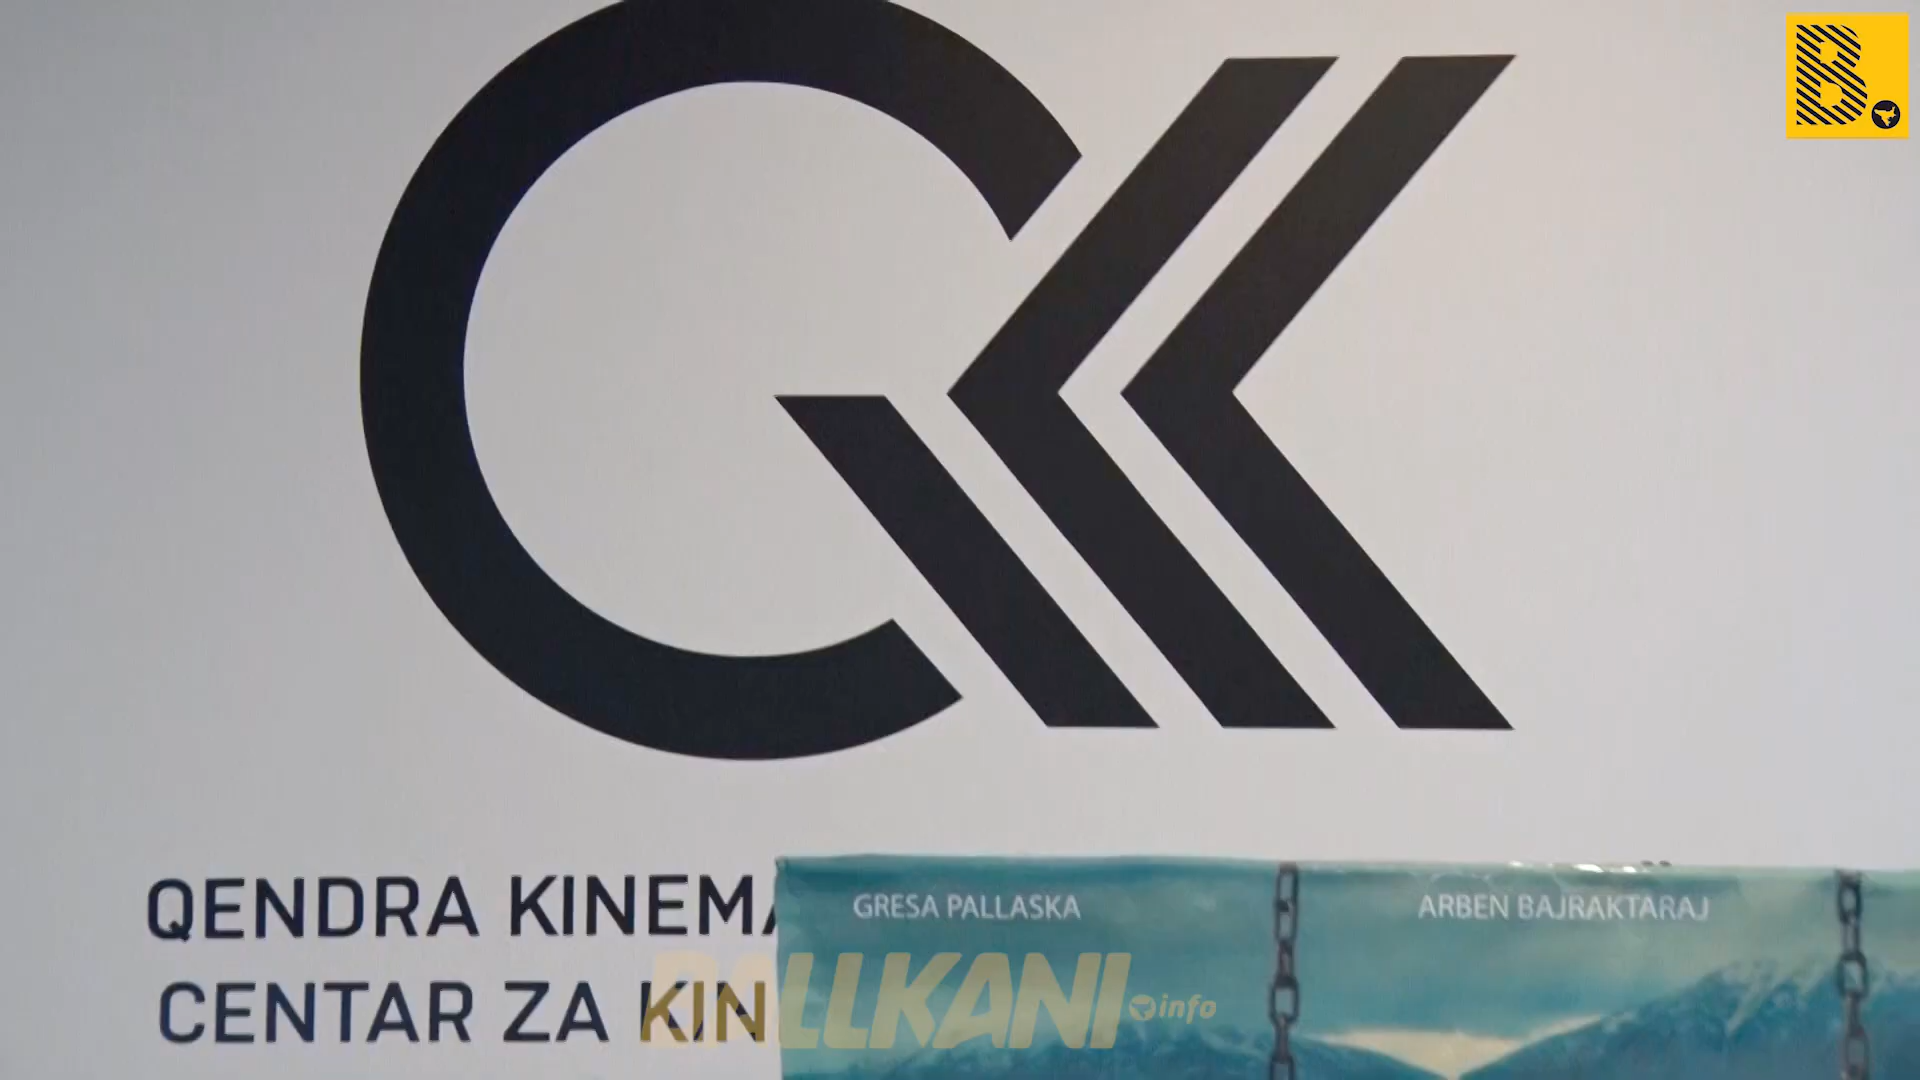 B.
QKK
QENDRA KINEMA
CENTAR ZA KIN
GRESA PALLASKA
ARBEN BAJRAKTARAJ
BALLKANI info